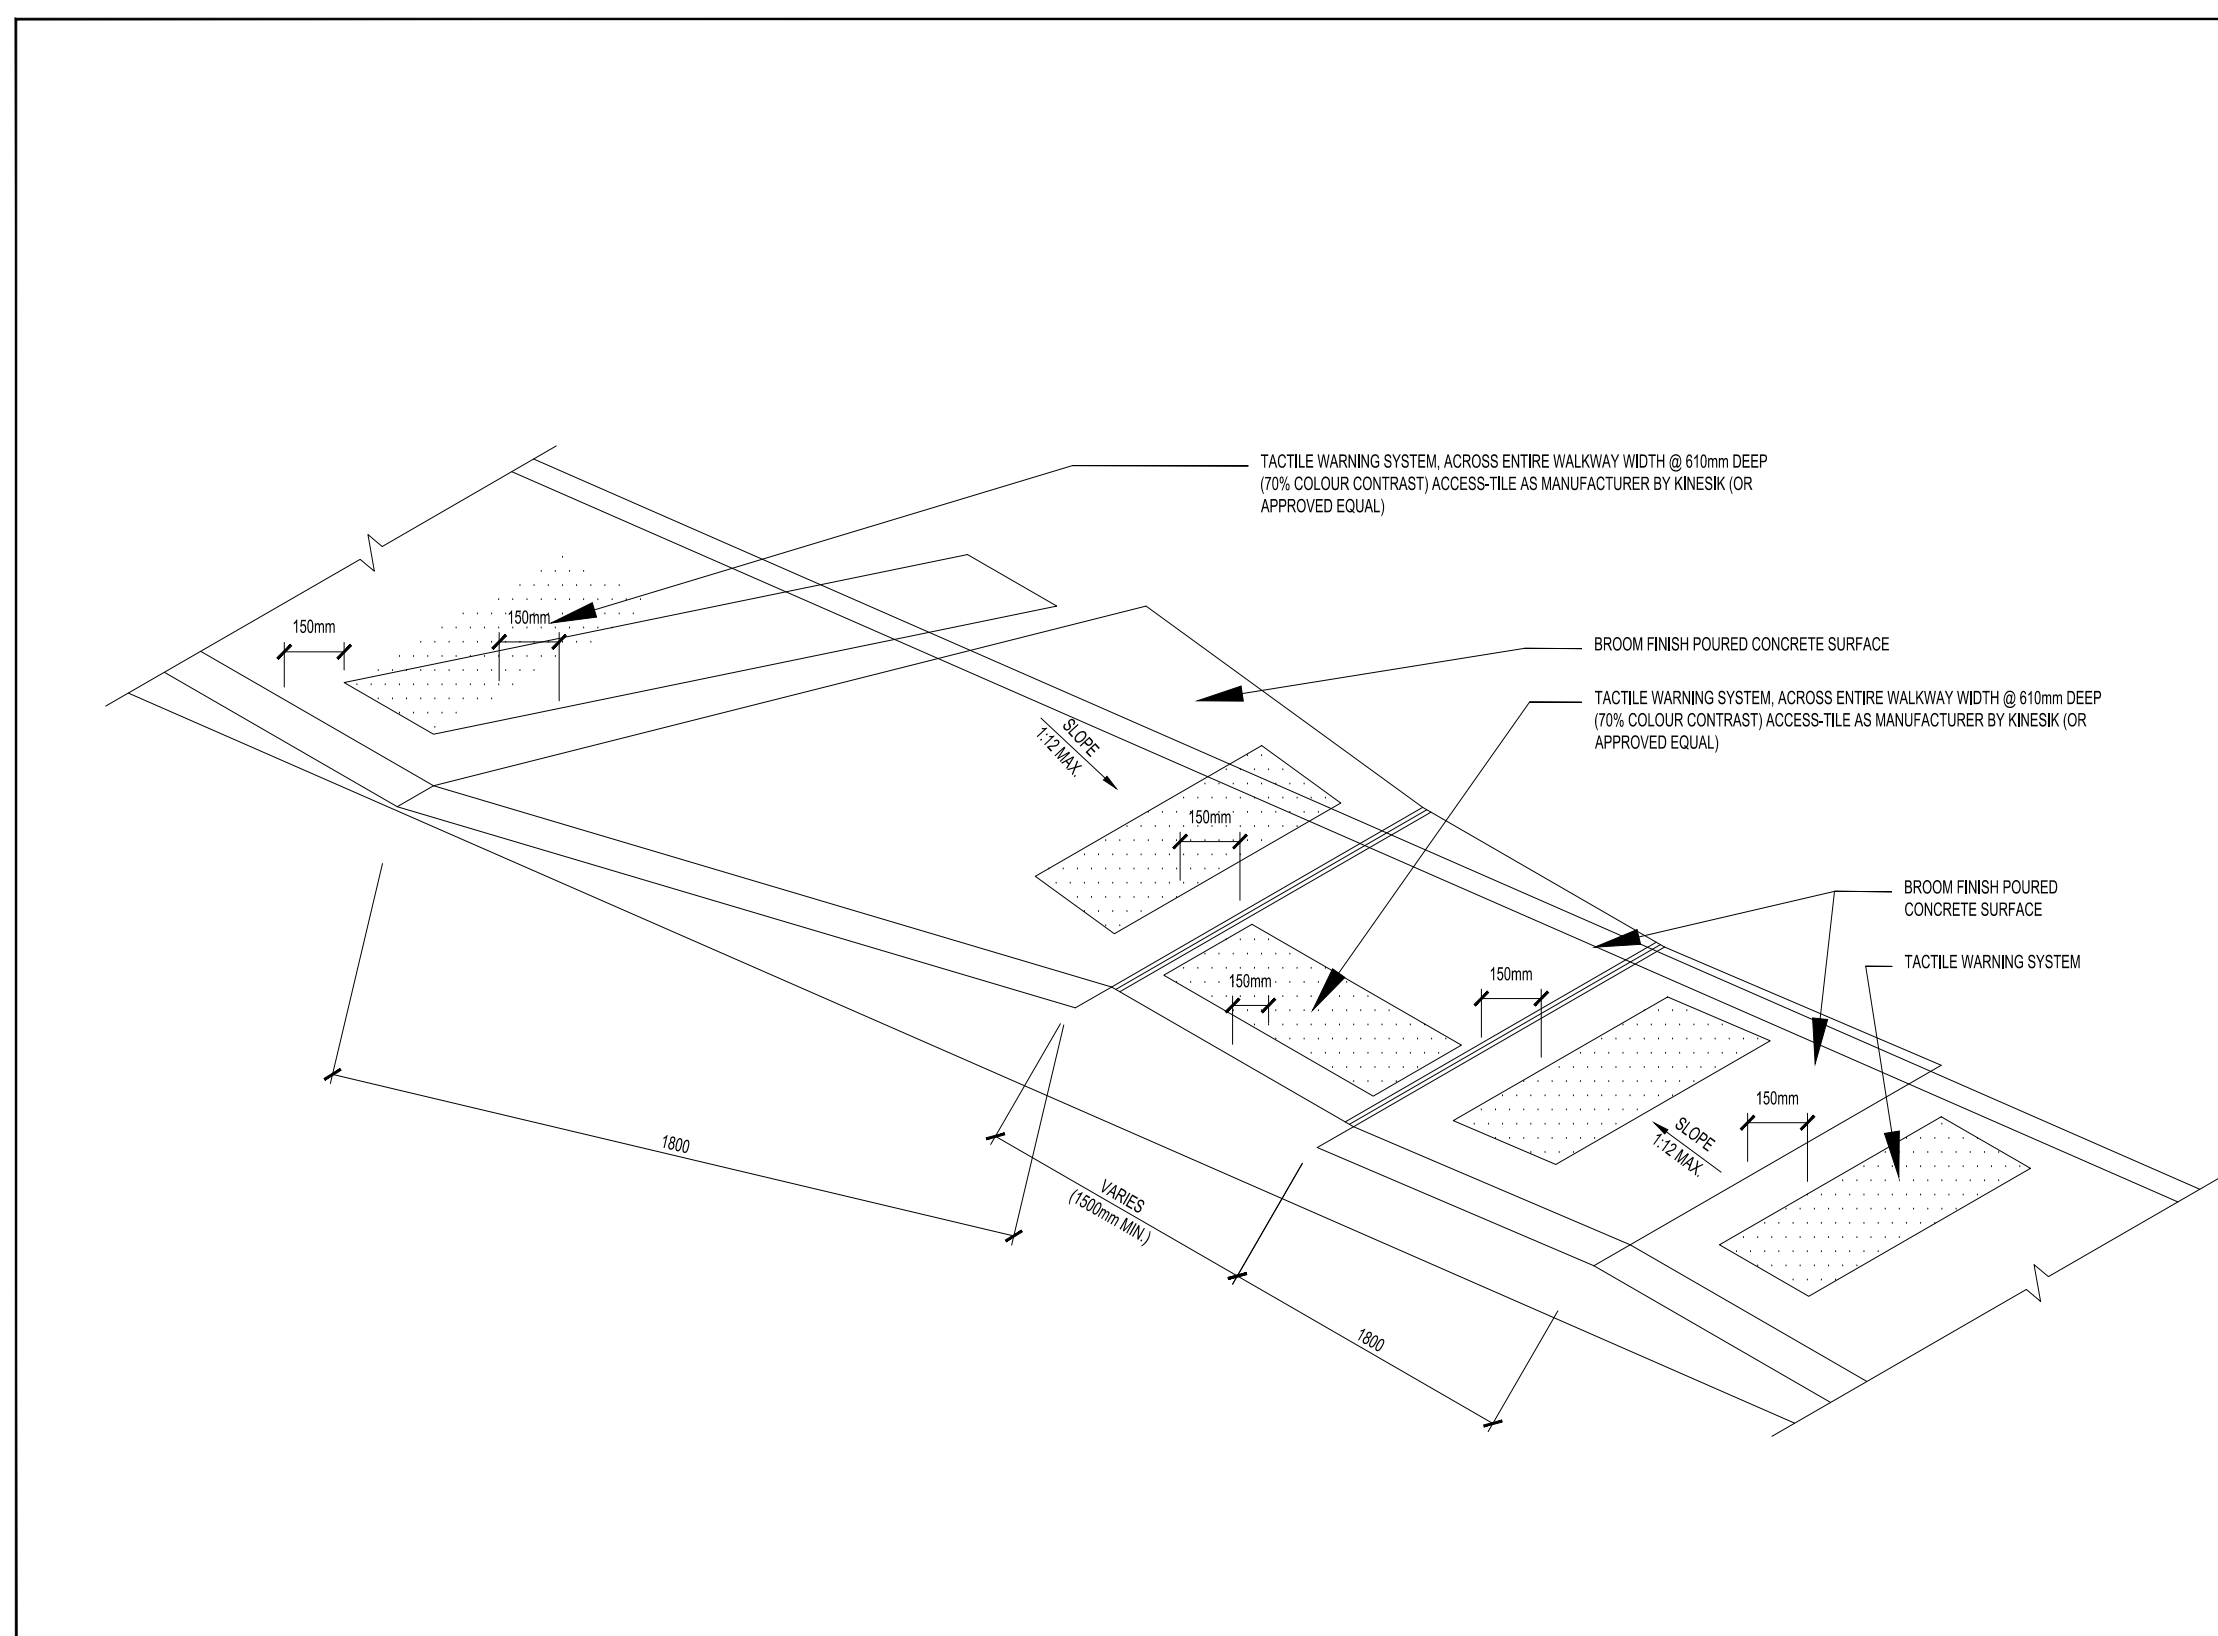 TACTILE WARNING SYSTEM, ACROSS ENTIRE WALKWAY WIDTH @ 610mm DEEP
(70% COLOUR CONTRAST) ACCESS-TILE AS MANUFACTURER BY KINESIK (OR
APPROVED EQUAL)
150mm
150mm
BROOM FINISH POURED CONCRETE SURFACE
TACTILE WARNING SYSTEM, ACROSS ENTIRE WALKWAY WIDTH @ 610mm DEEP
(70% COLOUR CONTRAST) ACCESS-TILE AS MANUFACTURER BY KINESIK (OR
APPROVED EQUAL)
SLOPE
1:12 MAX.
150mm
BROOM FINISH POURED
CONCRETE SURFACE
TACTILE WARNING SYSTEM
150mm
150mm
150mm
SLOPE
1:12 MAX.
1800
VARIES
(1500mm MIN.)
1800